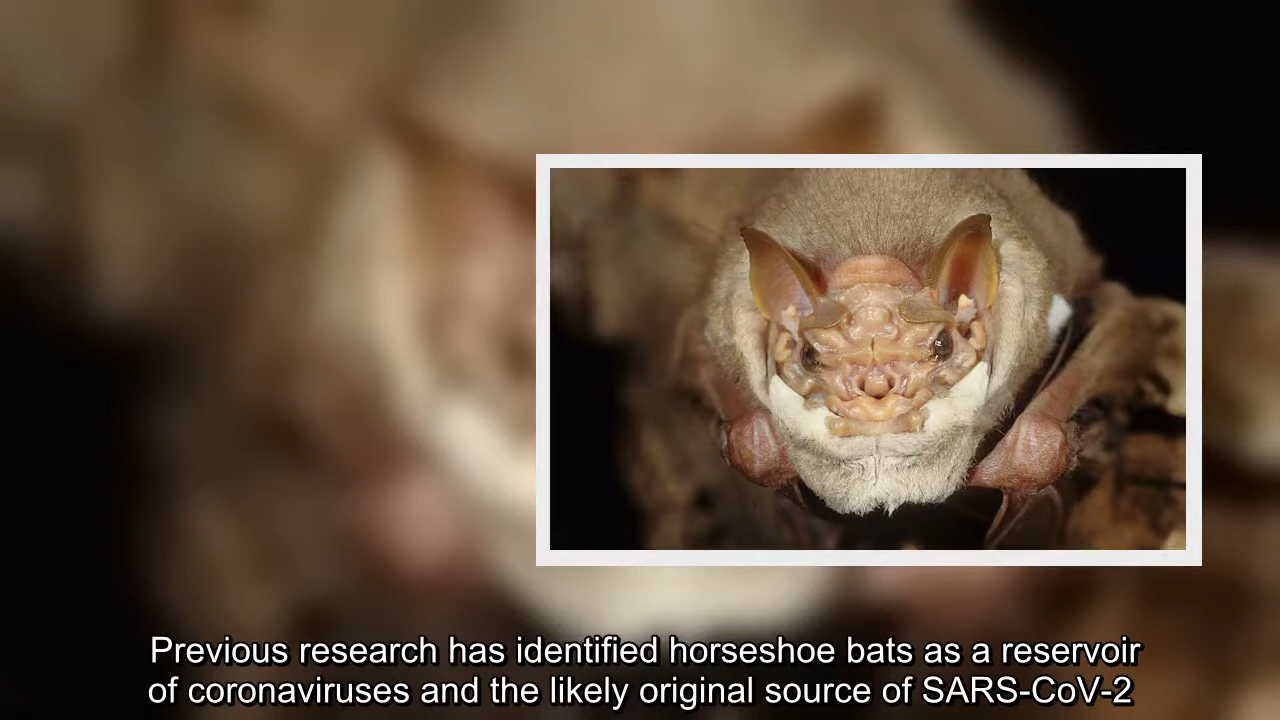 Previous research has identified horseshoe bats as a reservoir
of coronaviruses and the likely original source of SARS-CoV-2